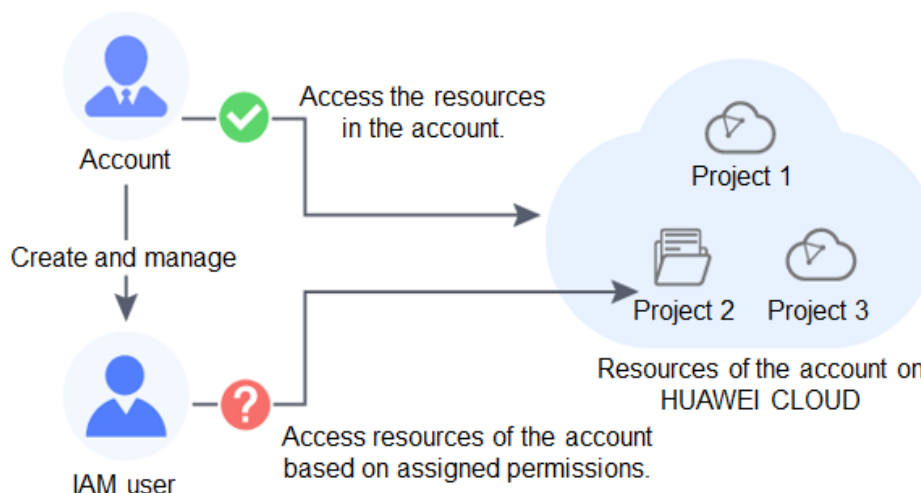 Access the resources
in the account.
Account
Project 1
Create and manage
Project 2
Project 3
Resources of the account on
HUAWEI CLOUD
Access resources of the account
based on assigned permissions.
IAM user